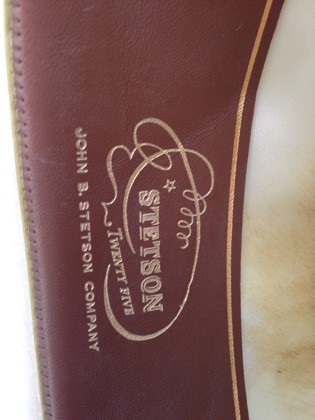 STETSON
TWENTY FIVE
JOHN B. STETSON COMPANY